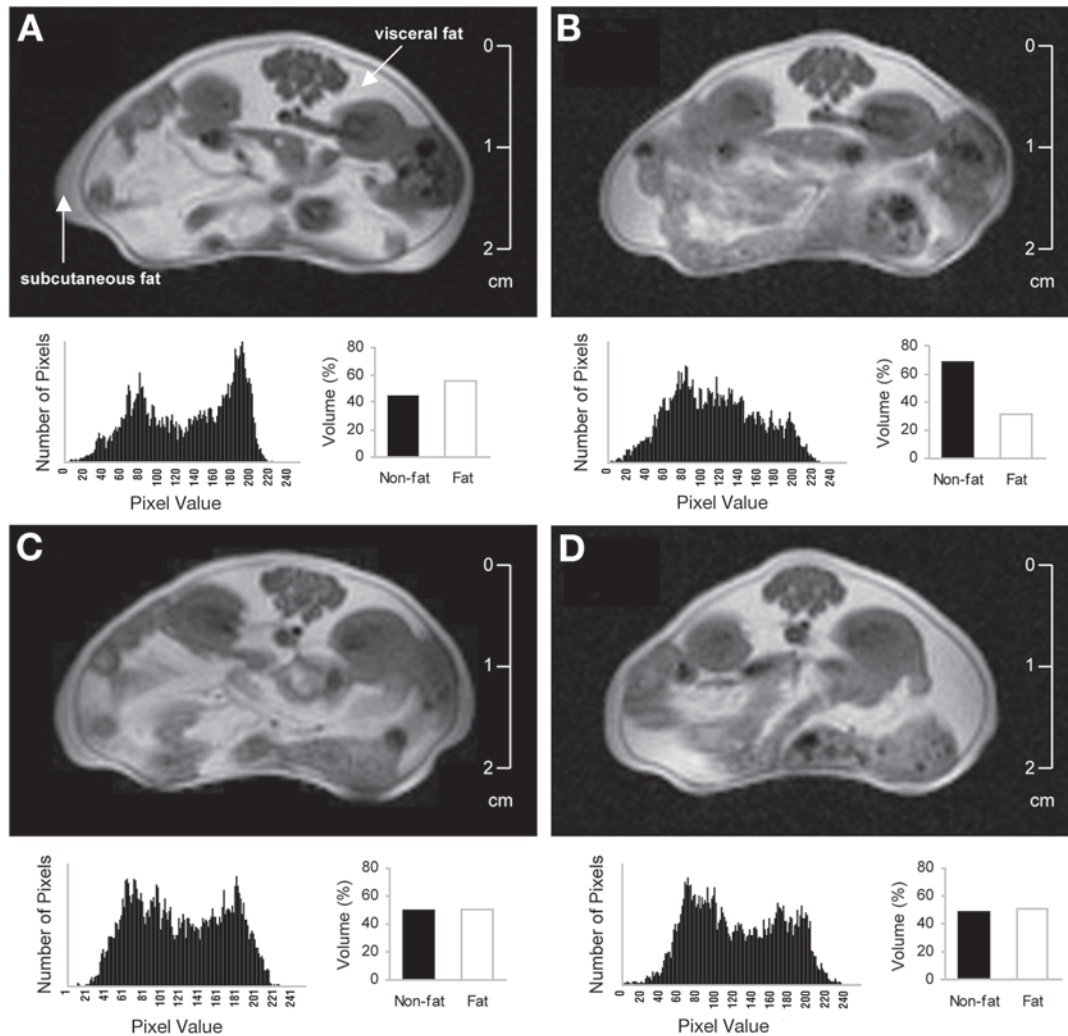 A
visceral fat
subcutaneous fat
0
1
2
cm
B
0
1
2
cm
Number of Pixels
0 20 40 60 80 100 120 140 160 180 200 220 240
Pixel Value
Volume (%)
80
60
40
20
0
Non-fat Fat
Number of Pixels
0 20 40 60 80 100 120 140 160 180 200 220 240
Pixel Value
Volume (%)
80
60
40
20
0
Non-fat Fat
C
0
1
2
cm
D
0
1
2
cm
Number of Pixels
1 21 41 61 81 101 121 141 161 181 201 221 241
Pixel Value
Volume (%)
80
60
40
20
0
Non-fat Fat
Number of Pixels
0 20 40 60 80 100 120 140 160 180 200 220 240
Pixel Value
Volume (%)
80
60
40
20
0
Non-fat Fat